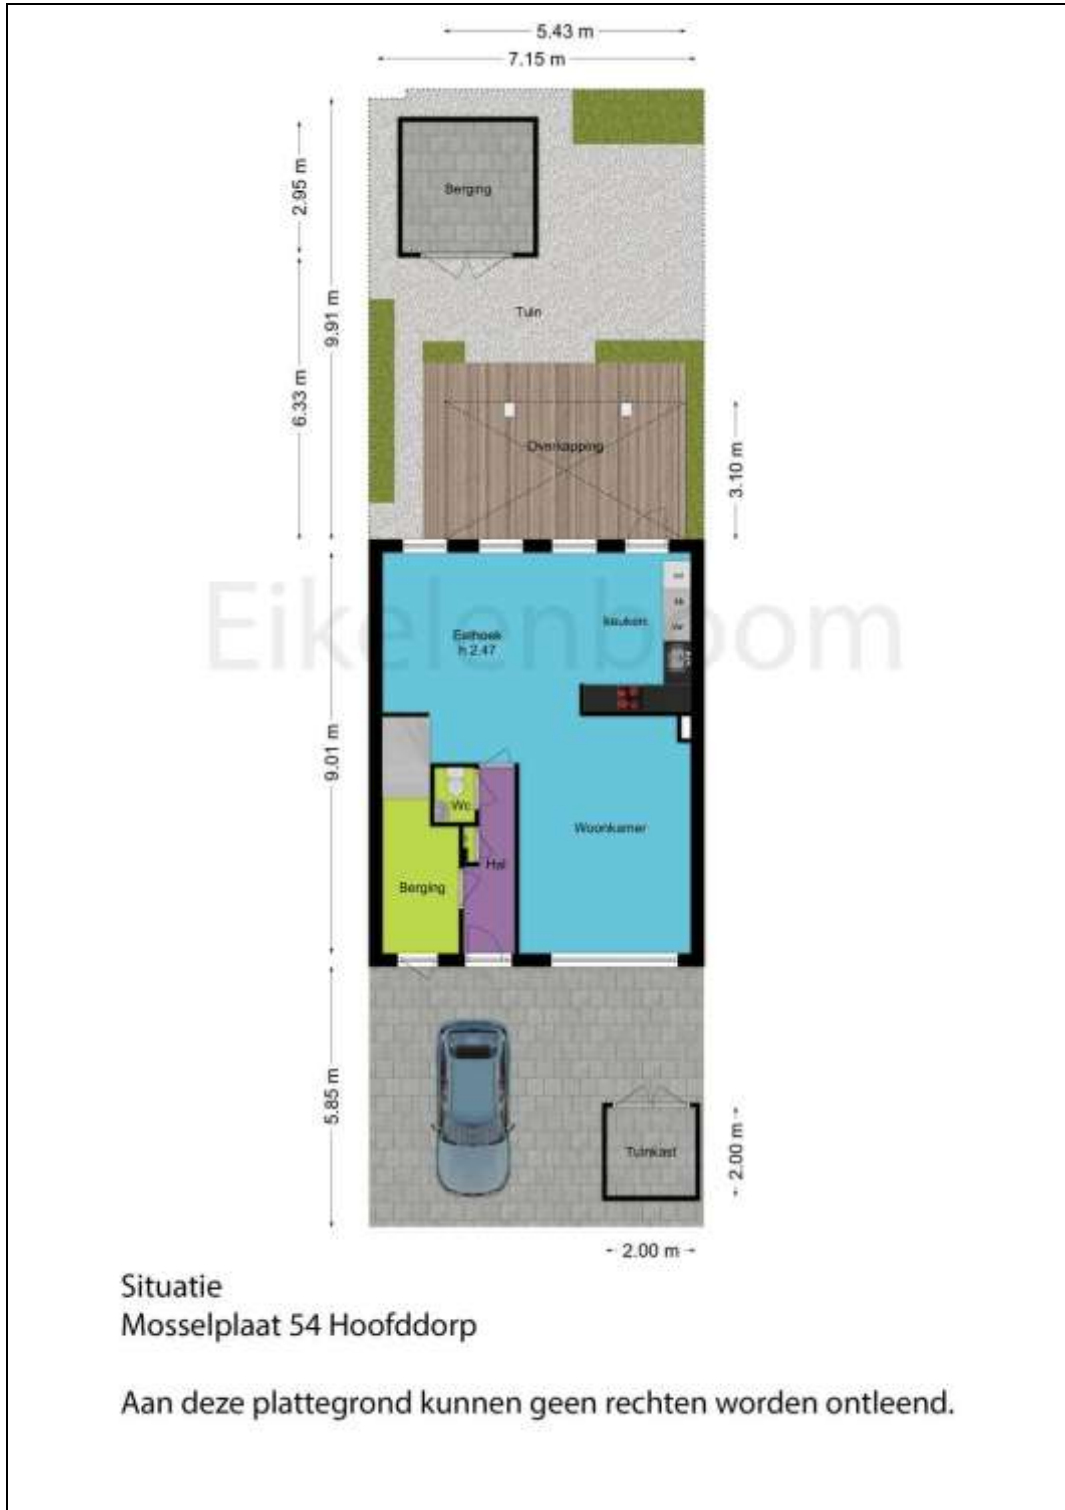 5.43 m
7.15 m
2.95 m
Berging
9.91 m
Tuin
6.33 m
Overkapping
3.10 m
Eikelenboom
keuken
Eethoek
h 2.47
9.01 m
Wc
Woonkamer
Hal
Berging
5.85 m
Tuinkast
2.00 m
2.00 m
Situatie
Mosselplaat 54 Hoofddorp
Aan deze plattegrond kunnen geen rechten worden ontleend.